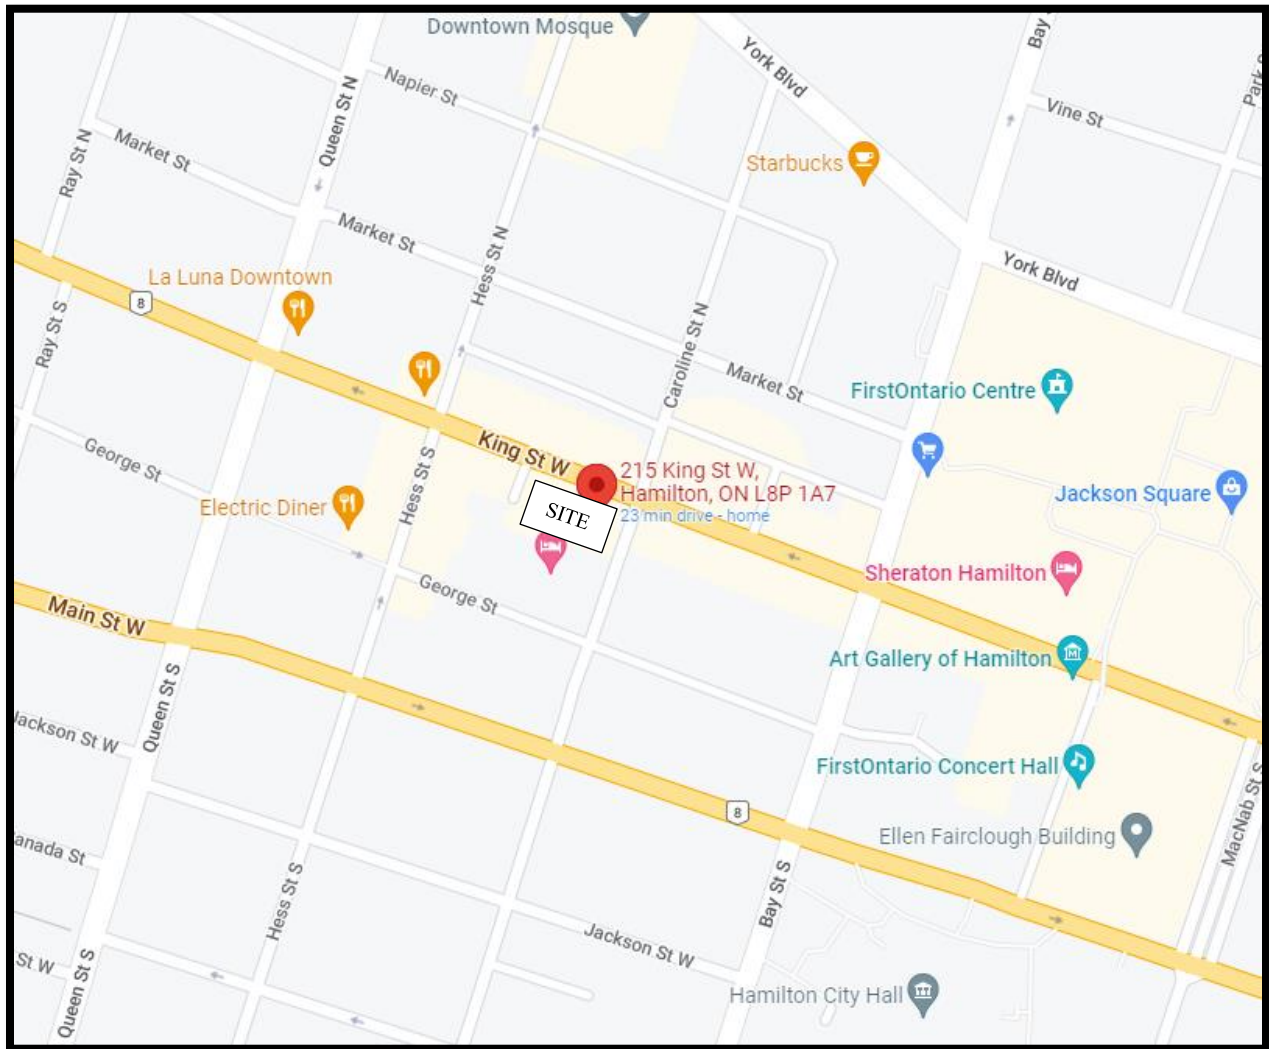 Downtown Mosque
York Blvd
Bay
Park
Napier St
Queen St N
Vine St
Market St
Ray St N
Starbucks
Market St
Hess St N
York Blvd
La Luna Downtown
8
Ray St S
Caroline St N
Market St
FirstOntario Centre
King St W
George St
Hess St S
215 King St W,
Hamilton, ON L8P 1A7
23 min drive - home
Jackson Square
Electric Diner
SITE
Sheraton Hamilton
George St
Main St W
Art Gallery of Hamilton
Queen St S
Jackson St W
FirstOntario Concert Hall
8
Ellen Fairclough Building
MacNab St S
anada St
Hess St S
Bay St S
Jackson St W
St W
Queen St S
Hamilton City Hall